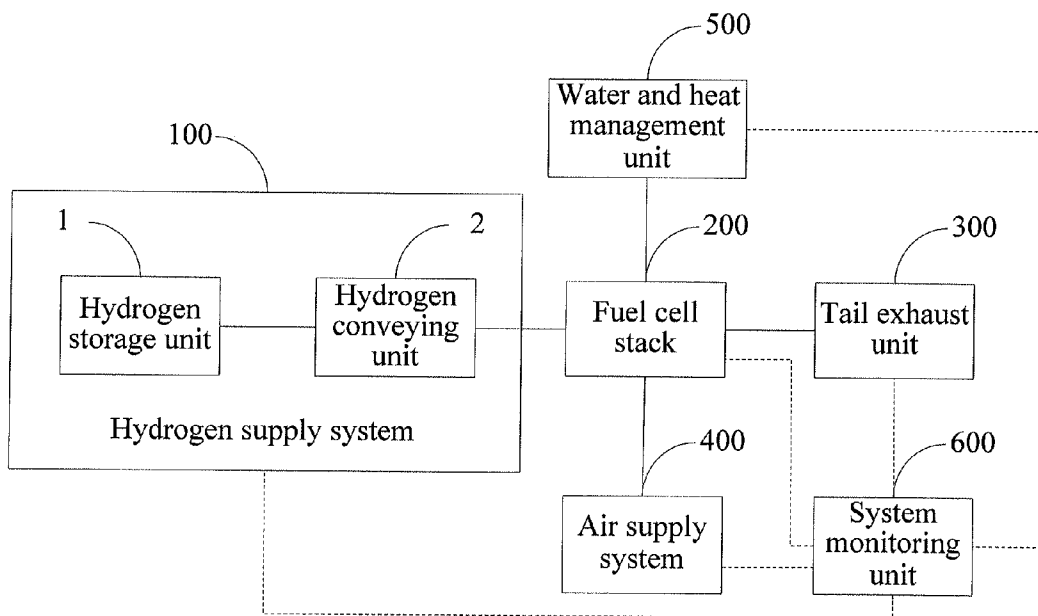 500
Water and heat
management
unit
100
1
2
200
300
Hydrogen
storage unit
Hydrogen
conveying
unit
Fuel cell
stack
Tail exhaust
unit
Hydrogen supply system
400
600
Air supply
system
System
monitoring
unit